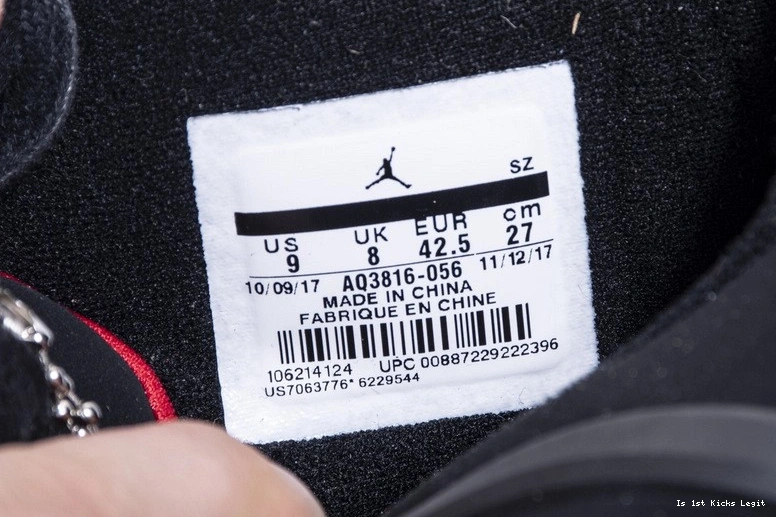 SZ
US UK EUR cm
9 8 42.5 27
10/09/17 AQ3816-056 11/12/17
MADE IN CHINA
FABRIQUE EN CHINE
106214124 UPC 00887229222396
US7063776* 6229544
Is 1st Kicks Legit